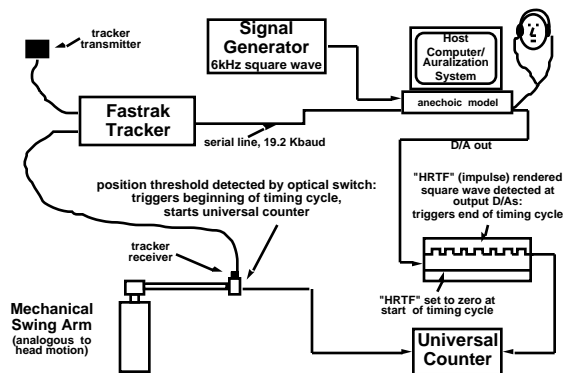 tracker
transmitter
Signal
Generator
6kHz square wave
Host
Computer/
Auralization
System
anechoic model
Fastrak
Tracker
serial line, 19.2 Kbaud
D/A out
position threshold detected by optical switch:
triggers beginning of timing cycle,
starts universal counter
"HRTF" (impulse) rendered
square wave detected at
output D/As:
triggers end of timing cycle
tracker
receiver
"HRTF" set to zero at
start of timing cycle
Mechanical
Swing Arm
(analogous to
head motion)
Universal
Counter